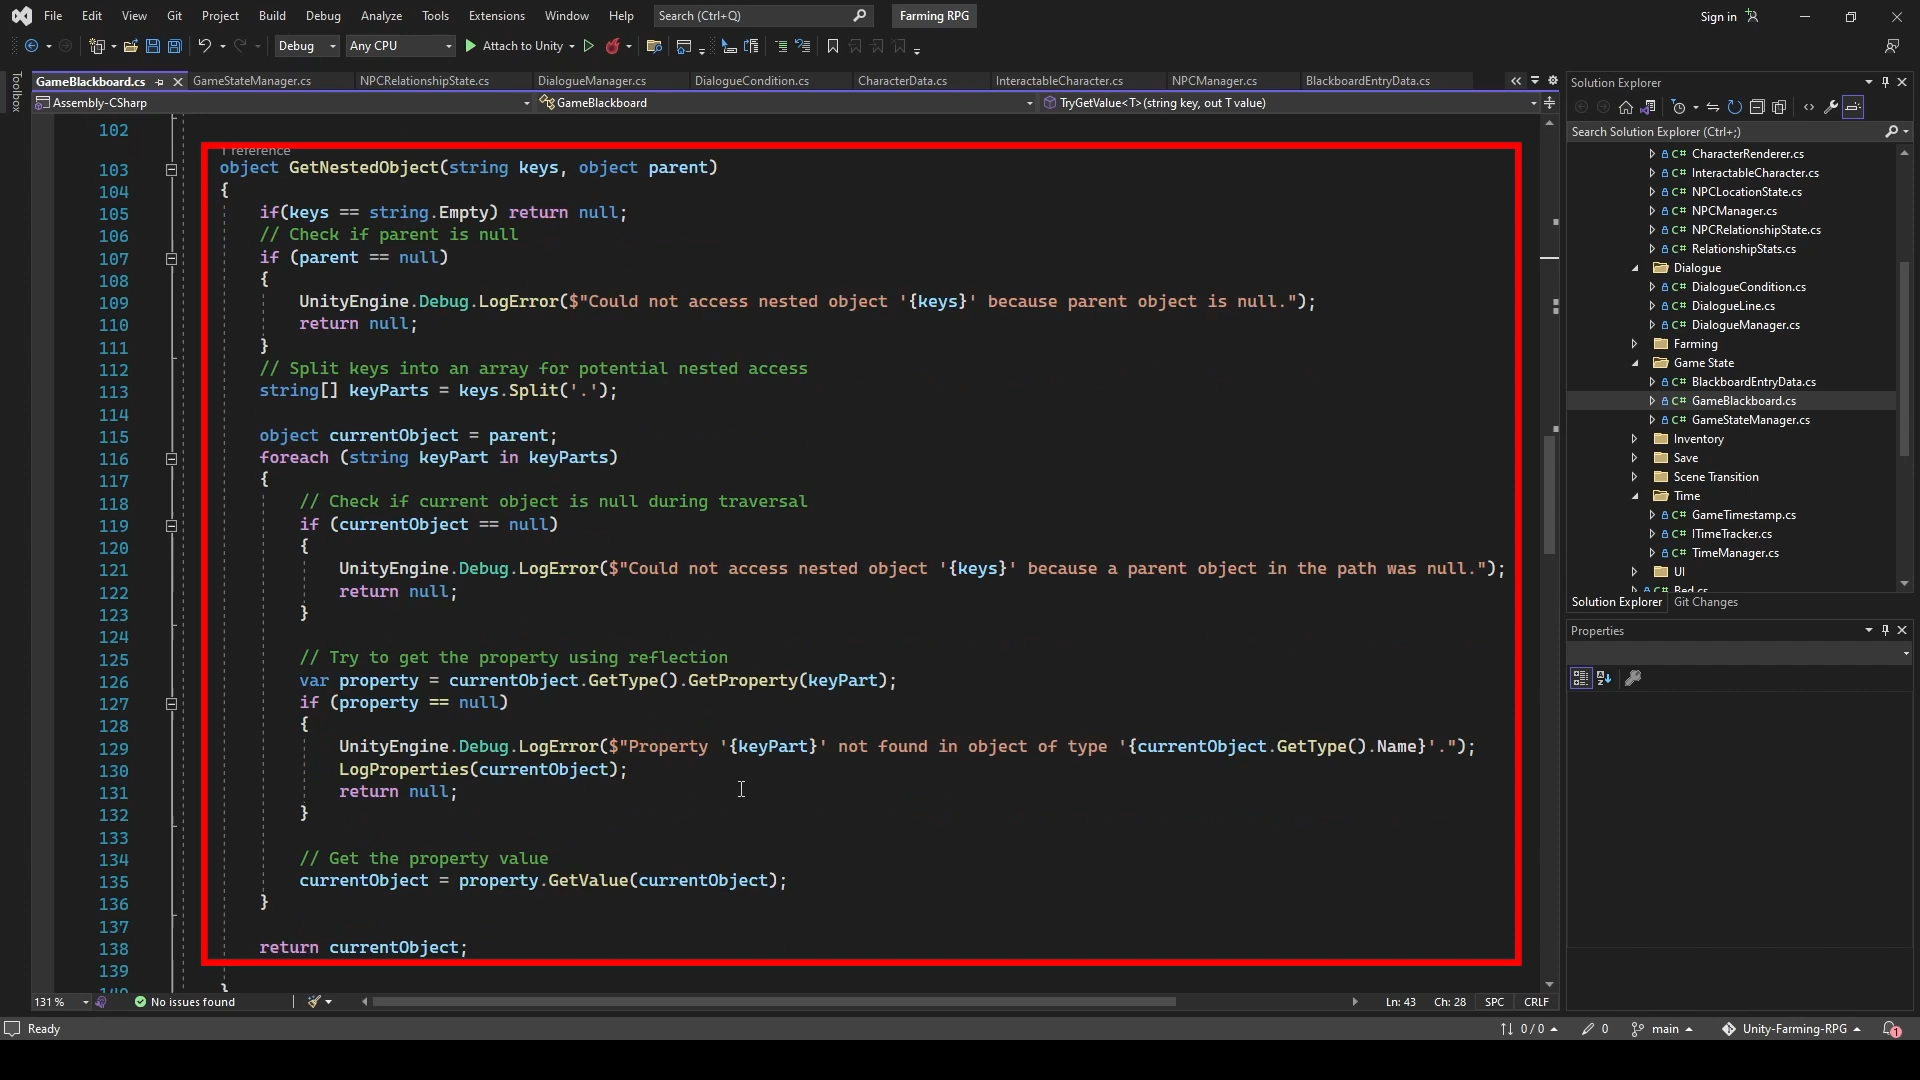 File Edit View Git Project Build Debug Analyze Tools Extensions Window Help Search (Ctrl+Q) Farming RPG Sign in
Debug Any CPU Attach to Unity
Toolbox
GameBlackboard.cs GameStateManager.cs NPCRelationshipState.cs DialogueManager.cs DialogueCondition.cs CharacterData.cs InteractableCharacter.cs NPCManager.cs BlackboardEntryData.cs
Assembly-CSharp GameBlackboard TryGetValue<T>(string key, out T value)
102
1 reference
103 object GetNestedObject(string keys, object parent)
104 {
105 if(keys == string.Empty) return null;
106 // Check if parent is null
107 if (parent == null)
108 {
109 UnityEngine.Debug.LogError($"Could not access nested object '{keys}' because parent object is null.");
110 return null;
111 }
112 // Split keys into an array for potential nested access
113 string[] keyParts = keys.Split('.');
114
115 object currentObject = parent;
116 foreach (string keyPart in keyParts)
117 {
118 // Check if current object is null during traversal
119 if (currentObject == null)
120 {
121 UnityEngine.Debug.LogError($"Could not access nested object '{keys}' because a parent object in the path was null.");
122 return null;
123 }
124
125 // Try to get the property using reflection
126 var property = currentObject.GetType().GetProperty(keyPart);
127 if (property == null)
128 {
129 UnityEngine.Debug.LogError($"Property '{keyPart}' not found in object of type '{currentObject.GetType().Name}'.");
130 LogProperties(currentObject);
131 return null;
132 }
133
134 // Get the property value
135 currentObject = property.GetValue(currentObject);
136 }
137
138 return currentObject;
139
140 }
131 % No issues found Ln: 43 Ch: 28 SPC CRLF
Solution Explorer
Search Solution Explorer (Ctrl+;)
C# CharacterRenderer.cs
C# InteractableCharacter.cs
C# NPCLocationState.cs
C# NPCManager.cs
C# NPCRelationshipState.cs
C# RelationshipStats.cs
Dialogue
C# DialogueCondition.cs
C# DialogueLine.cs
C# DialogueManager.cs
Farming
Game State
C# BlackboardEntryData.cs
C# GameBlackboard.cs
C# GameStateManager.cs
Inventory
Save
Scene Transition
Time
C# GameTimestamp.cs
C# ITimeTracker.cs
C# TimeManager.cs
UI
C# Bed.cs
Solution Explorer Git Changes
Properties
Ready 0 / 0 0 main Unity-Farming-RPG 1